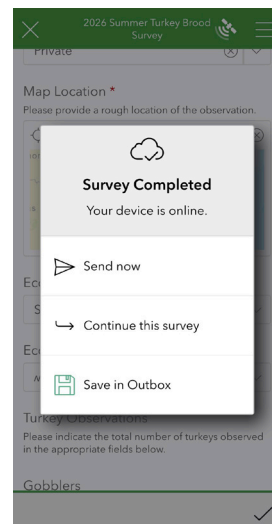 2026 Summer Turkey Brood
Survey
Private
Map Location *
Please provide a rough location of the observation.
Survey Completed
Your device is online.
Send now
Continue this survey
Save in Outbox
Turkey Observations
Please indicate the total number of turkeys observed
in the appropriate fields below.
Gobblers